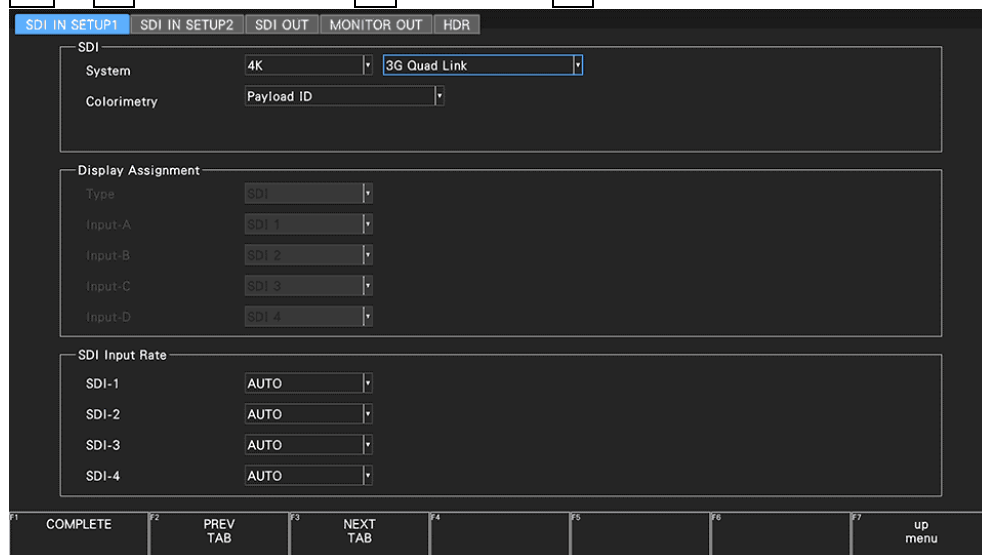 SDI IN SETUP1 SDI IN SETUP2 SDI OUT MONITOR OUT HDR
SDI
System 4K 3G Quad Link
Colorimetry Payload ID
Display Assignment
Type SDI
Input-A SDI 1
Input-B SDI 2
Input-C SDI 3
Input-D SDI 4
SDI Input Rate
SDI-1 AUTO
SDI-2 AUTO
SDI-3 AUTO
SDI-4 AUTO
F1 COMPLETE F2 PREV TAB F3 NEXT TAB F4 F5 F6 F7 up menu